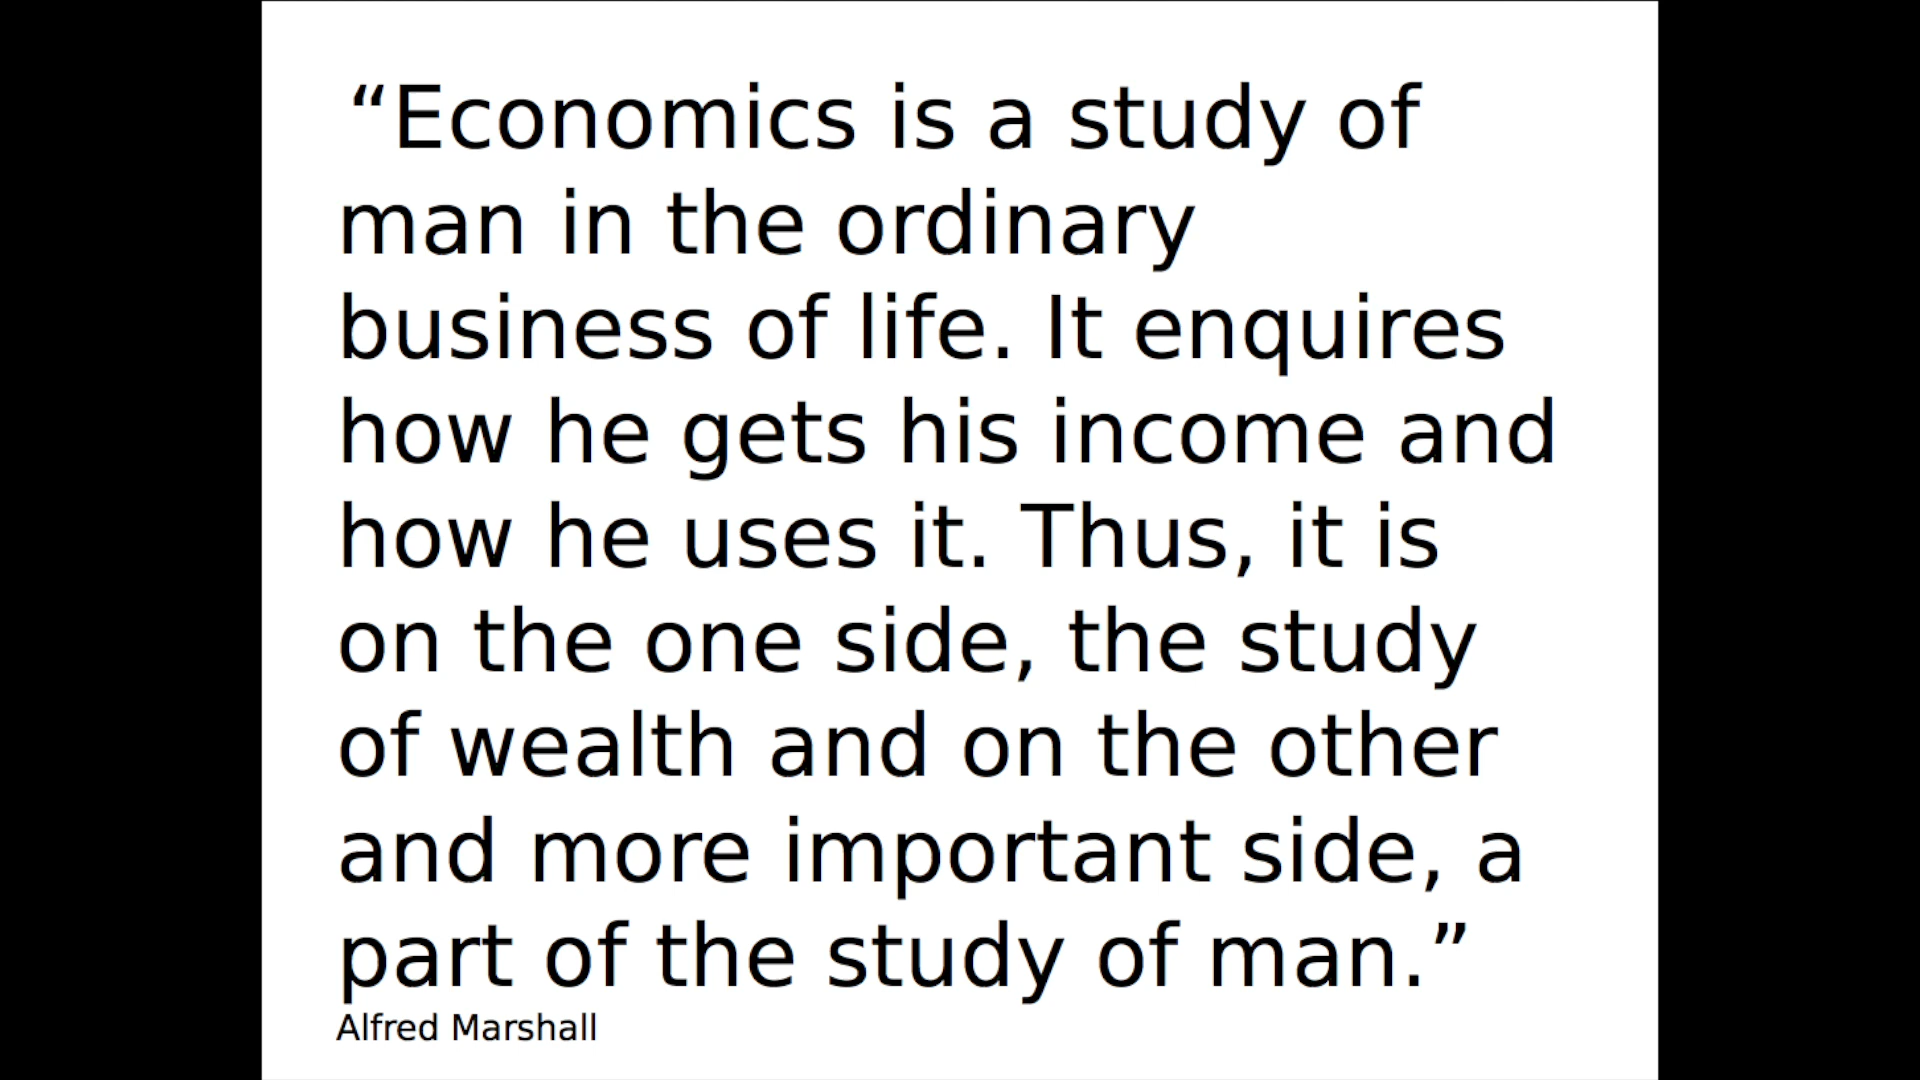 “Economics is a study of
man in the ordinary
business of life. It enquires
how he gets his income and
how he uses it. Thus, it is
on the one side, the study
of wealth and on the other
and more important side, a
part of the study of man.”
Alfred Marshall